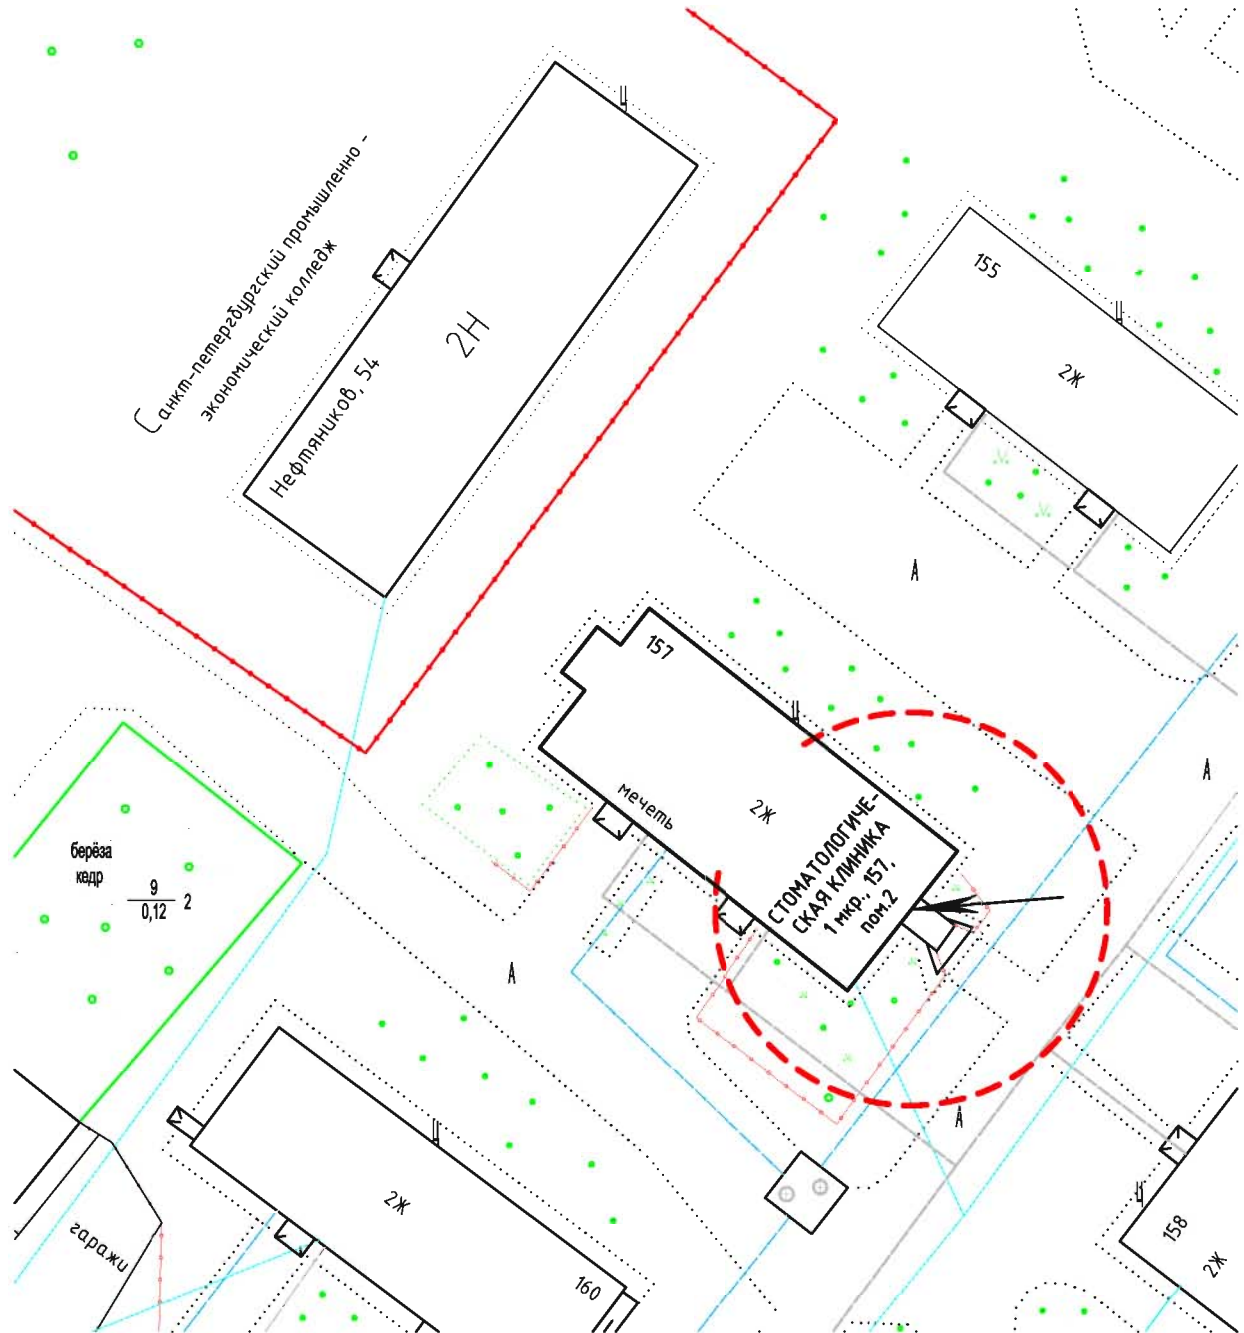 Санкт-петергбургский промышленно -
экономический колледж
Нефтяников, 54
2Н
155
2Ж
А
157
мечеть
2Ж
СТОМАТОЛОГИЧЕ-
СКАЯ КЛИНИКА
1 мкр. 157,
пом.2
А
берёза
кедр
9
0,12
2
А
А
2Ж
160
гаражи
158
2Ж